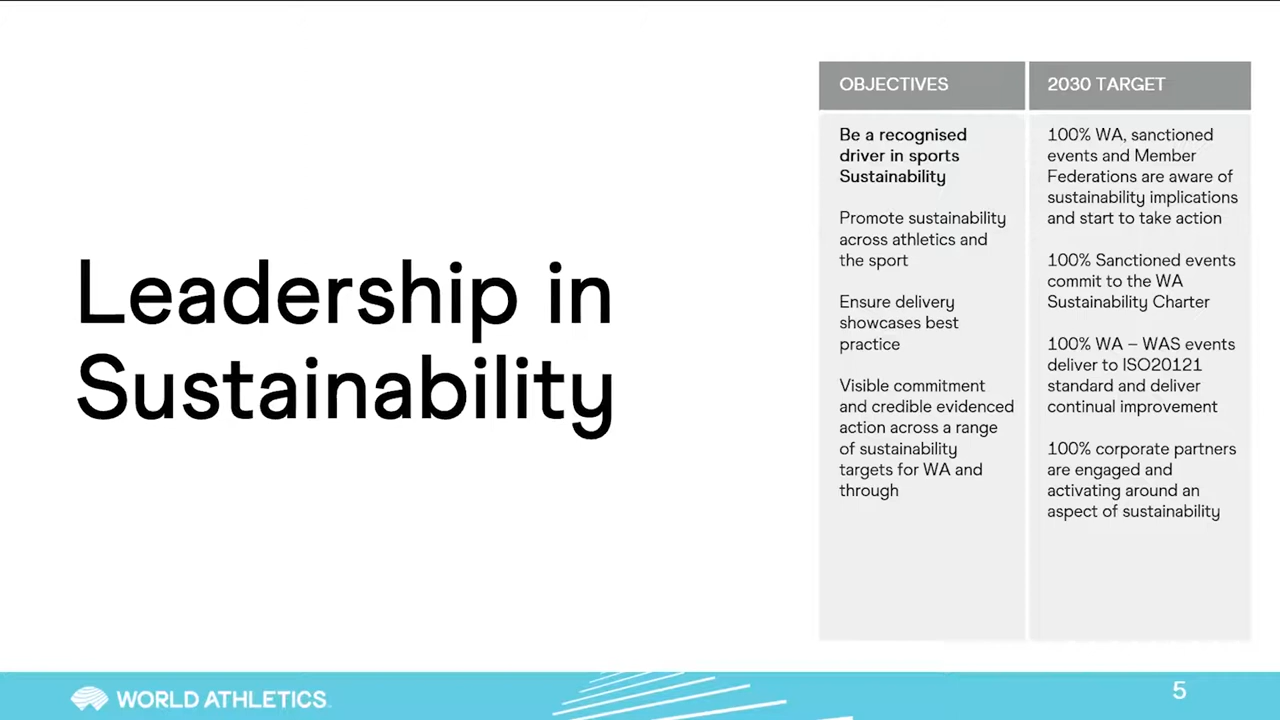 Leadership in
Sustainability
OBJECTIVES
Be a recognised
driver in sports
Sustainability
Promote sustainability
across athletics and
the sport
Ensure delivery
showcases best
practice
Visible commitment
and credible evidenced
action across a range
of sustainability
targets for WA and
through
2030 TARGET
100% WA, sanctioned
events and Member
Federations are aware of
sustainability implications
and start to take action
100% Sanctioned events
commit to the WA
Sustainability Charter
100% WA – WAS events
deliver to ISO20121
standard and deliver
continual improvement
100% corporate partners
are engaged and
activating around an
aspect of sustainability
WORLD ATHLETICS
5